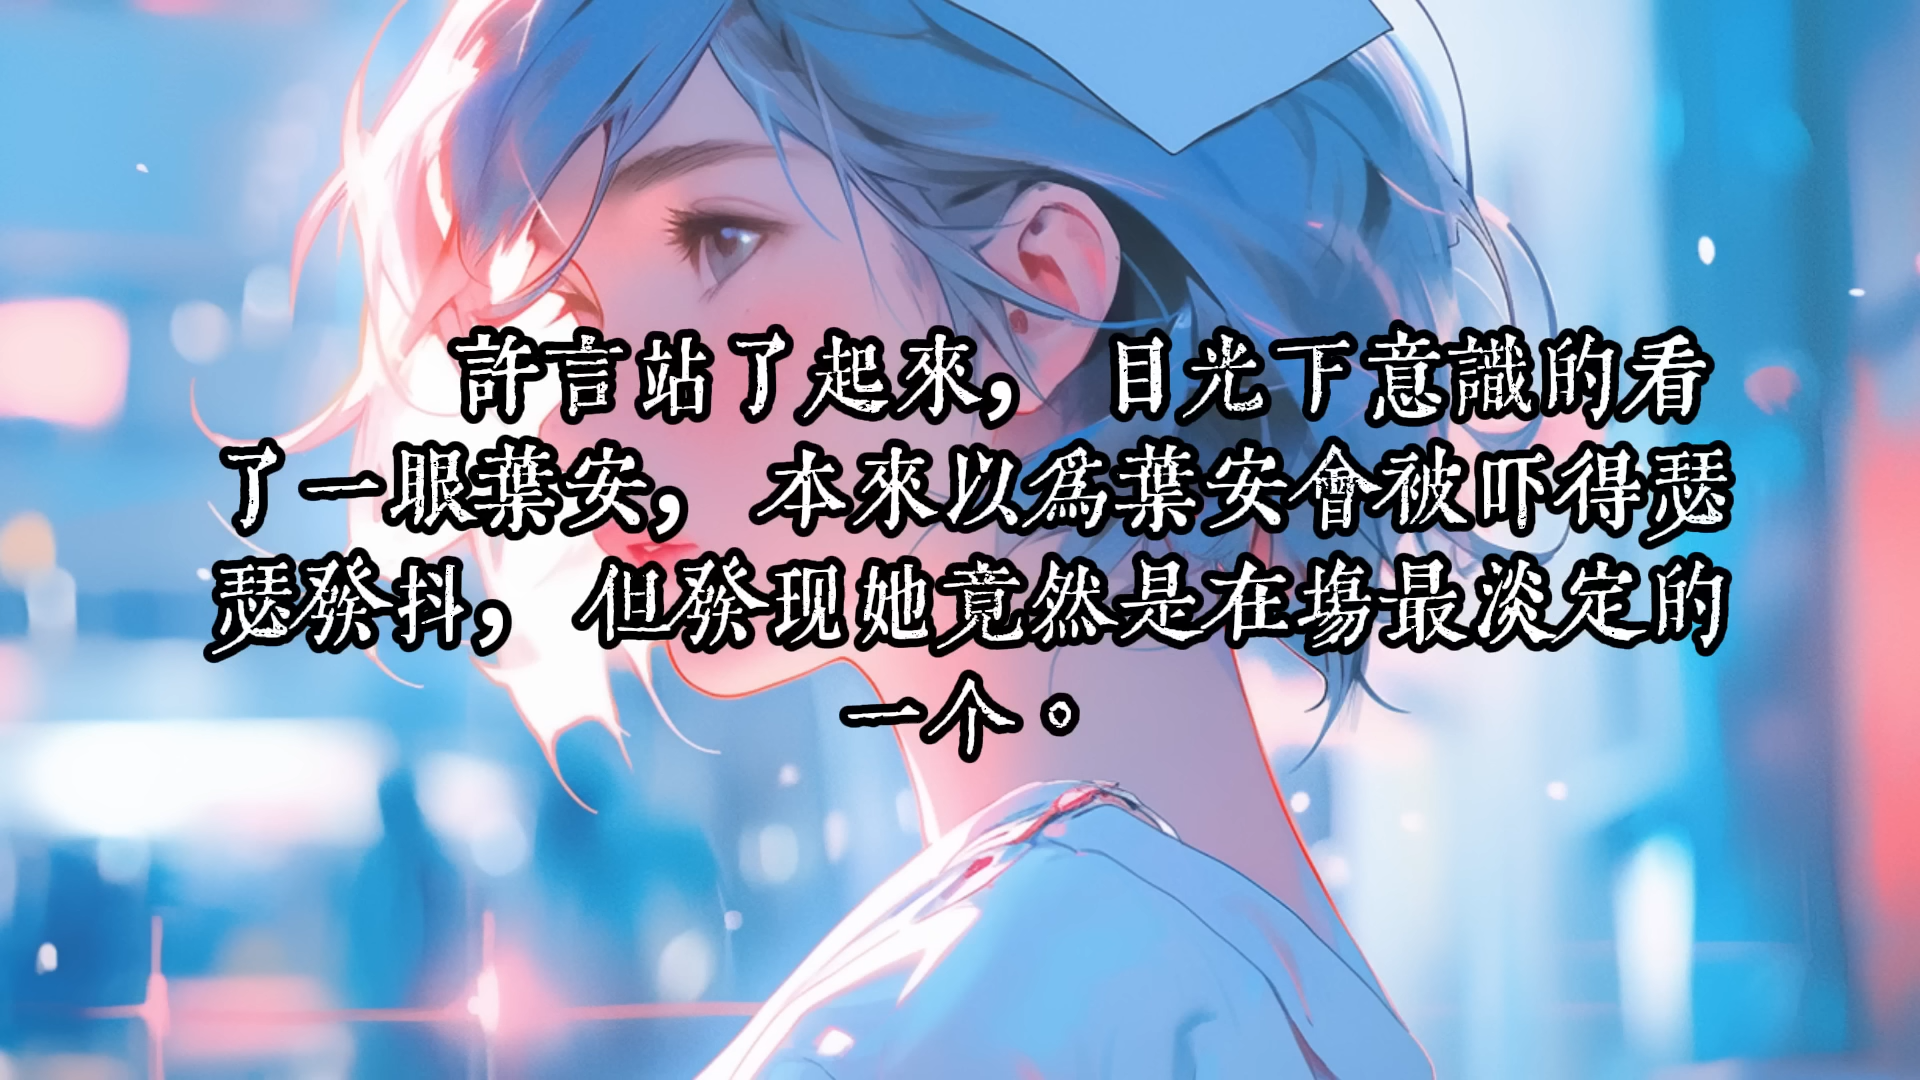 許言站了起來, 目光下意識的看
了一眼葉安, 本來以爲葉安會被吓得瑟
瑟發抖, 但發现她竟然是在場最淡定的
一个。